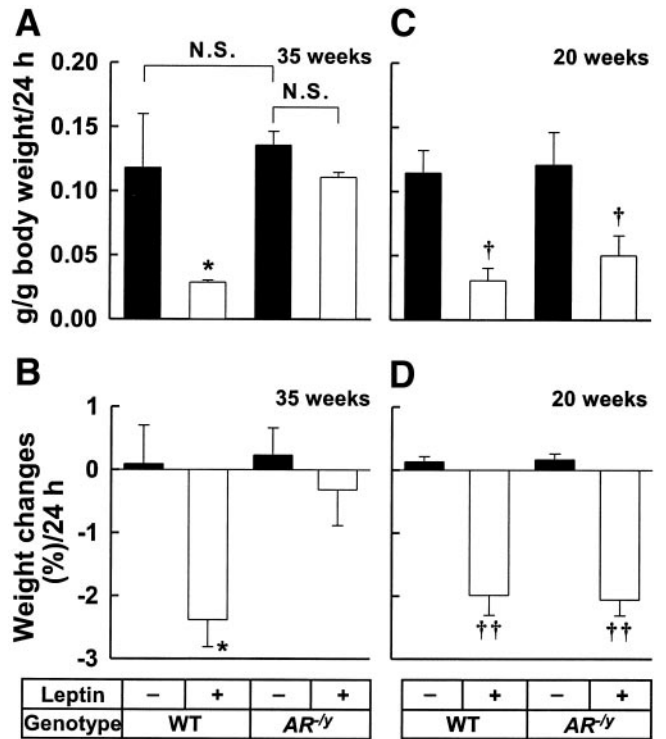 A
C
N.S.
35 weeks
20 weeks
N.S.
g/g body weight/24 h
0.20
0.15
0.10
0.05
0.00
*
†
†
B
D
35 weeks
20 weeks
Weight changes
(%)/24 h
1
0
-1
-2
-3
*
††
††
Leptin – + – + – + – +
Genotype WT AR-/y WT AR-/y